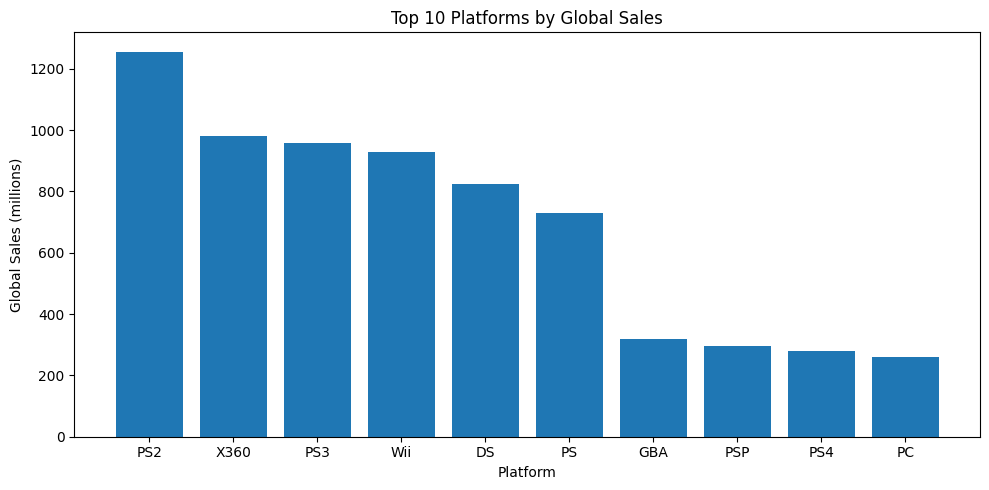 Top 10 Platforms by Global Sales
Global Sales (millions)
1200
1000
800
600
400
200
0
PS2 X360 PS3 Wii DS PS GBA PSP PS4 PC
Platform